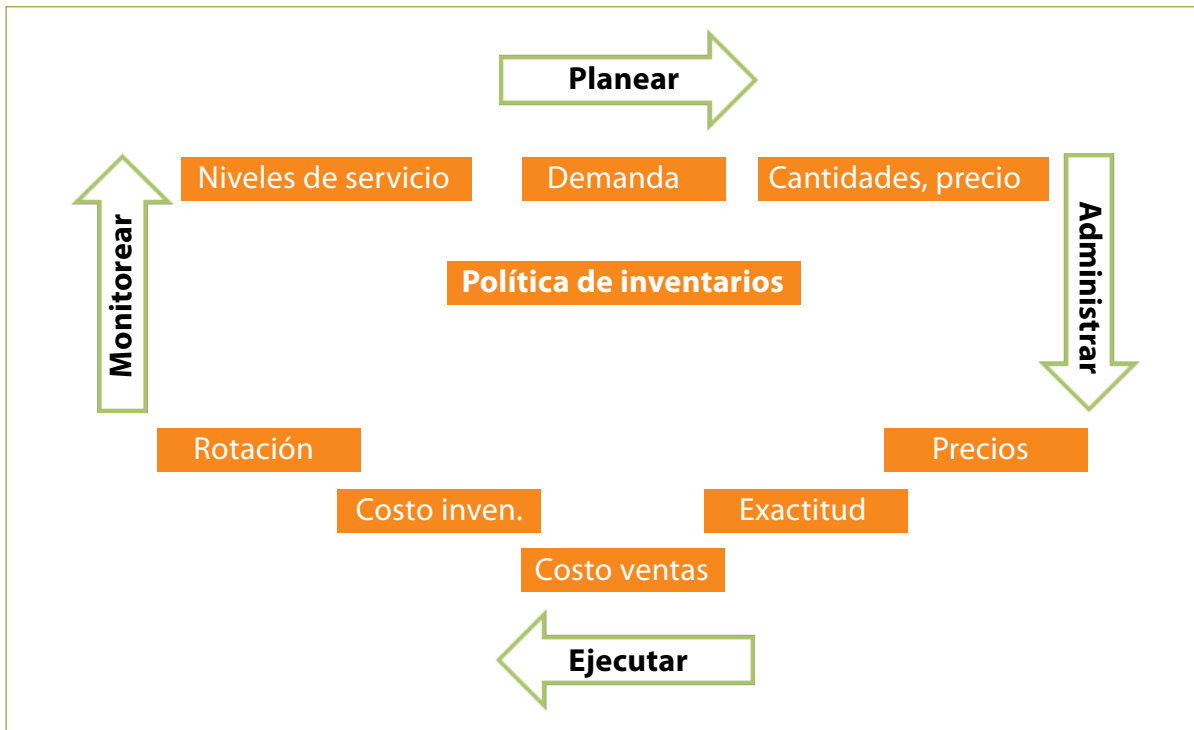 Planear
Niveles de servicio
Demanda
Cantidades, precio
Administrar
Política de inventarios
Monitorear
Rotación
Precios
Costo inven.
Exactitud
Costo ventas
Ejecutar